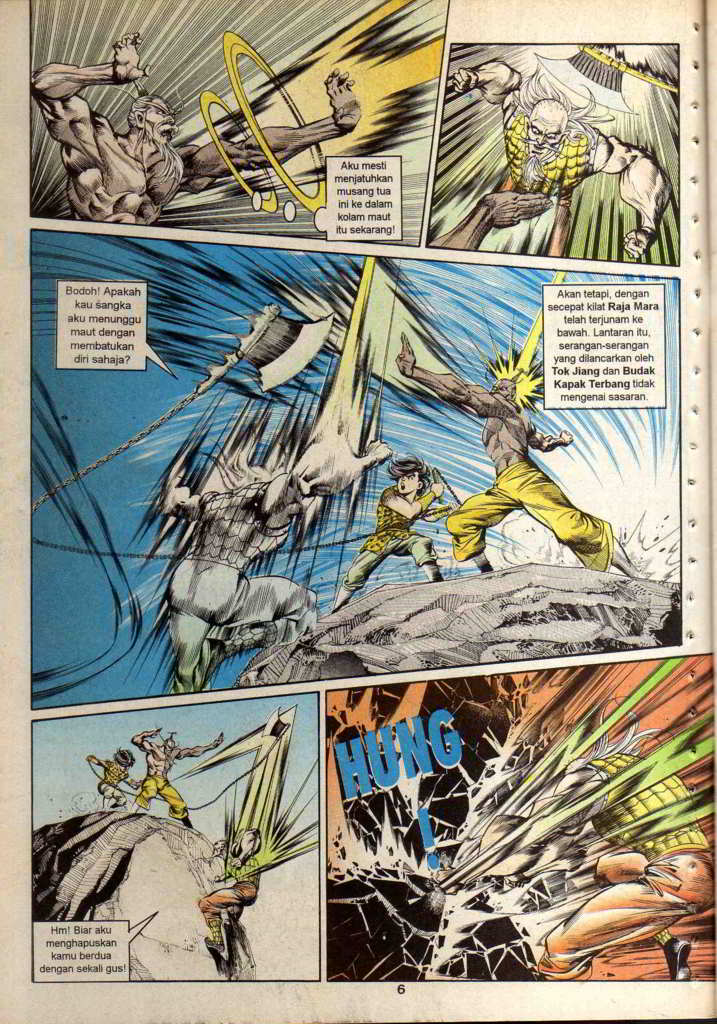 Aku mesti
menjatuhkan
musang tua
ini ke dalam
kolam maut
itu sekarang!
Bodoh! Apakah
kau sangka
aku menunggu
maut dengan
membatukan
diri sahaja?
Akan tetapi, dengan
secepat kilat Raja Mara
telah terjunam ke
bawah. Lantaran itu,
serangan-serangan
yang dilancarkan oleh
Tok Jiang dan Budak
Kapak Terbang tidak
mengenai sasaran.
Hm! Biar aku
menghapuskan
kamu berdua
dengan sekali gus!
HUNG
!
6